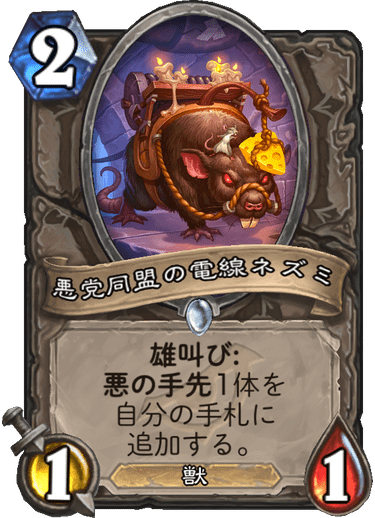 2
悪党同盟の電線ネズミ
雄叫び:
悪の手先1体を
自分の手札に
追加する。
1
獣
1